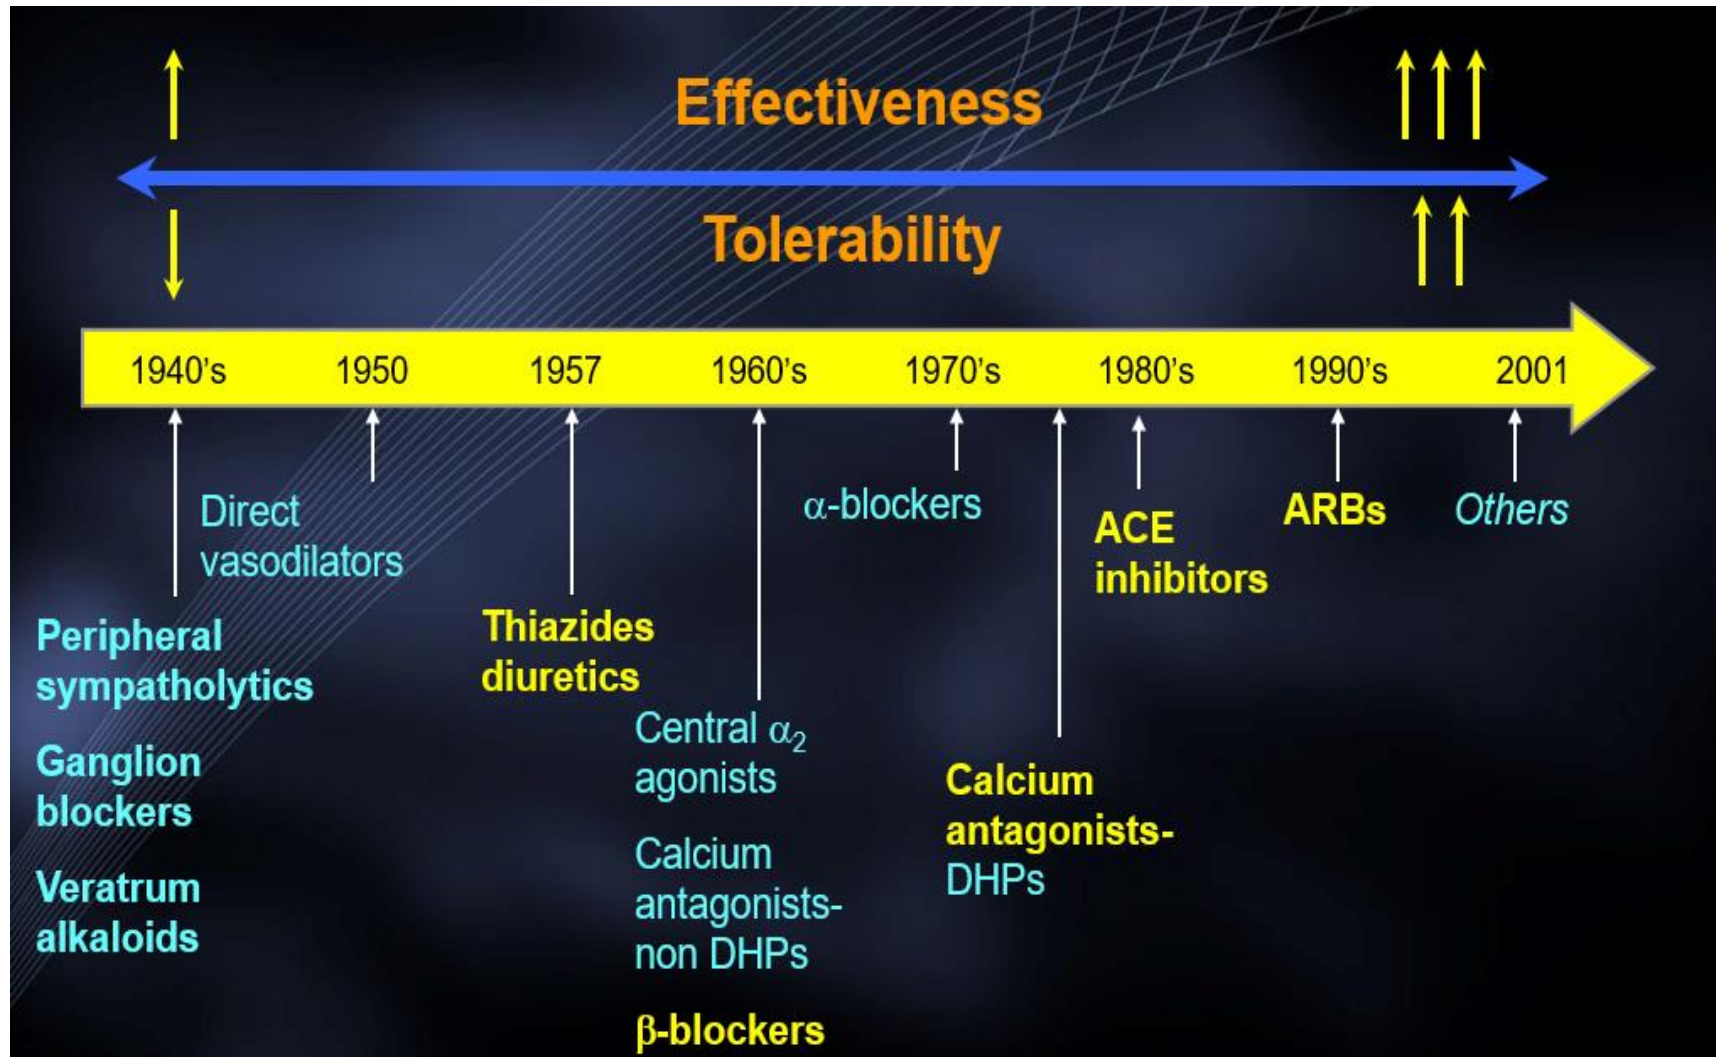 Effectiveness
Tolerability
1940's 1950 1957 1960's 1970's 1980's 1990's 2001
Direct
vasodilators
Peripheral
sympatholytics
Ganglion
blockers
Veratrum
alkaloids
Thiazides
diuretics
Central α₂
agonists
Calcium
antagonists-
non DHPs
β-blockers
α-blockers
Calcium
antagonists-
DHPs
ACE
inhibitors
ARBs
Others